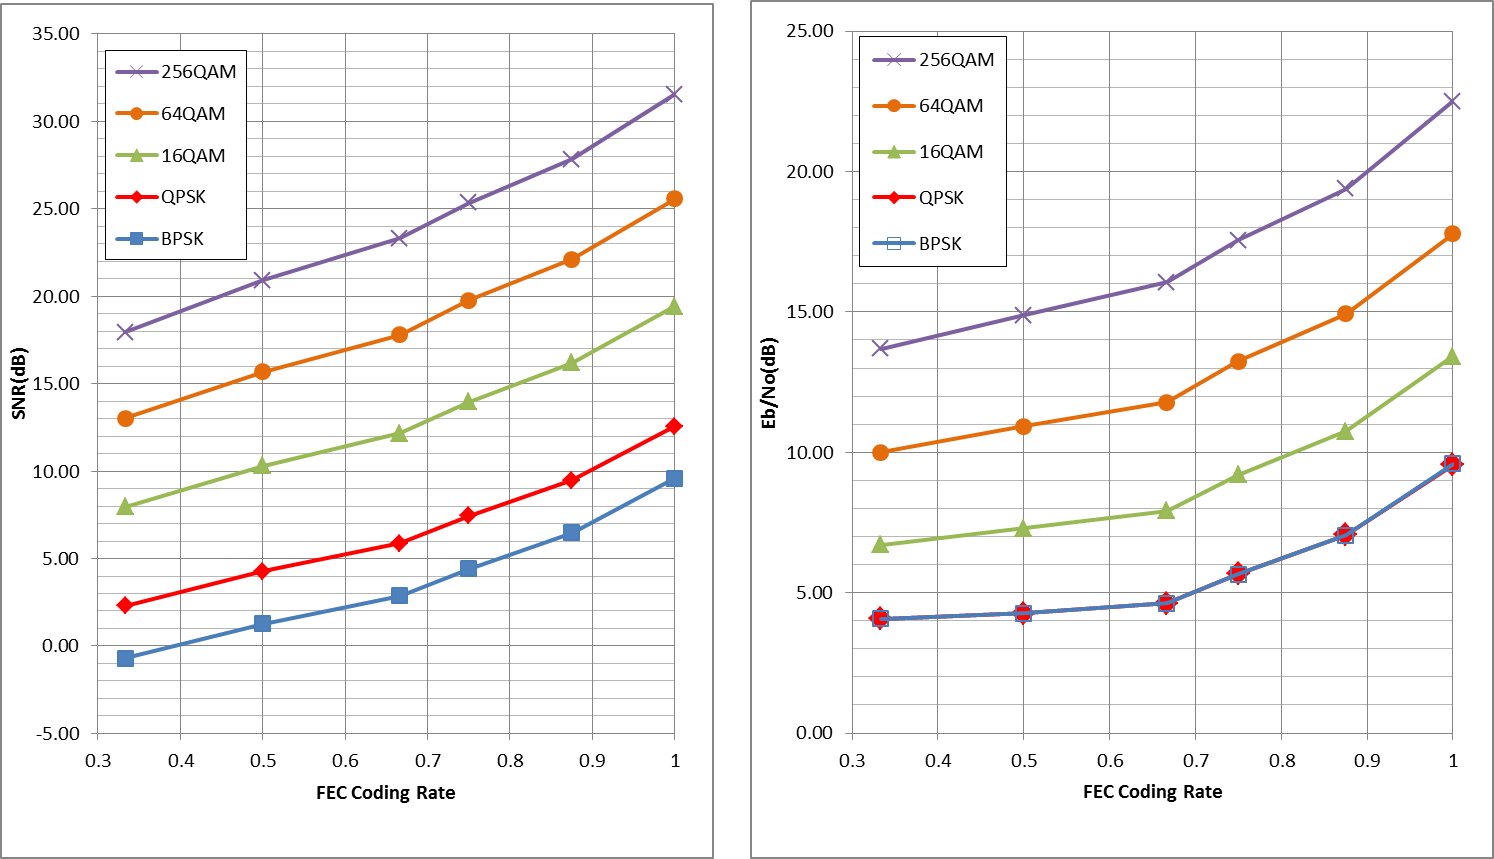 35.00
30.00
25.00
20.00
15.00
10.00
5.00
0.00
-5.00
SNR(dB)
256QAM
64QAM
16QAM
QPSK
BPSK
0.3 0.4 0.5 0.6 0.7 0.8 0.9 1
FEC Coding Rate
25.00
20.00
15.00
10.00
5.00
0.00
Eb/No(dB)
256QAM
64QAM
16QAM
QPSK
BPSK
0.3 0.4 0.5 0.6 0.7 0.8 0.9 1
FEC Coding Rate